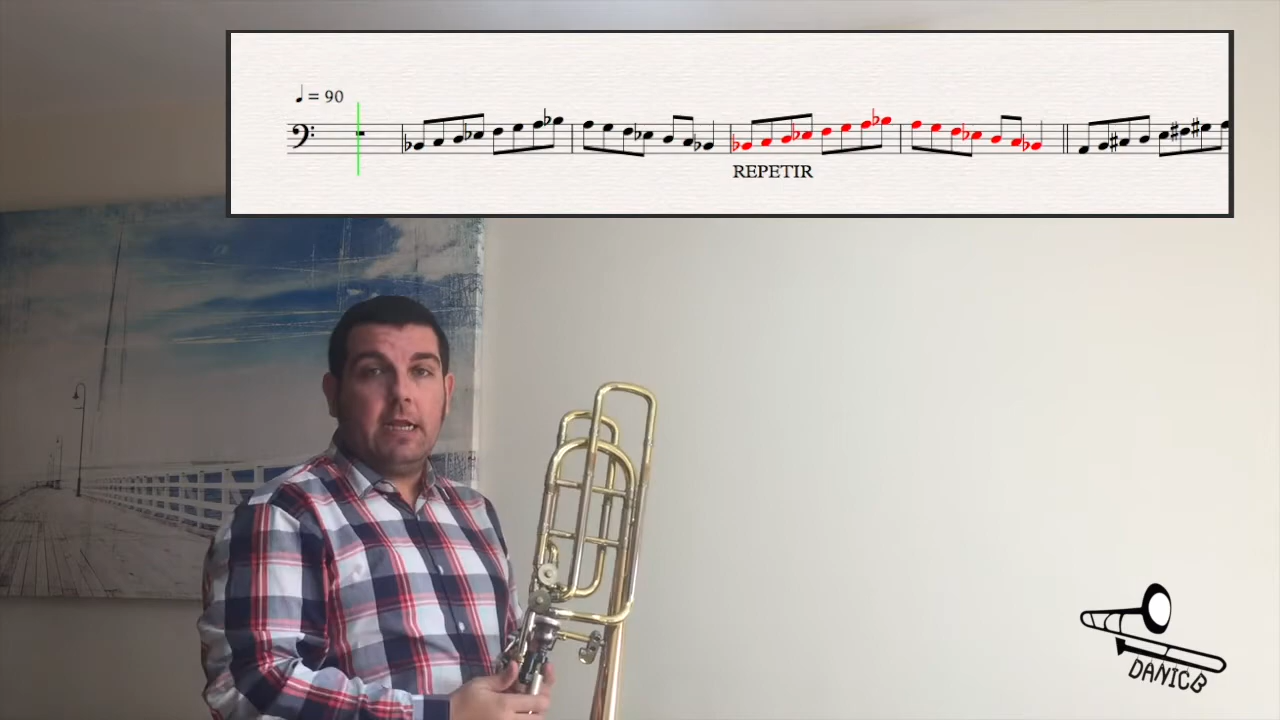 ♩ = 90
REPETIR
DANICB